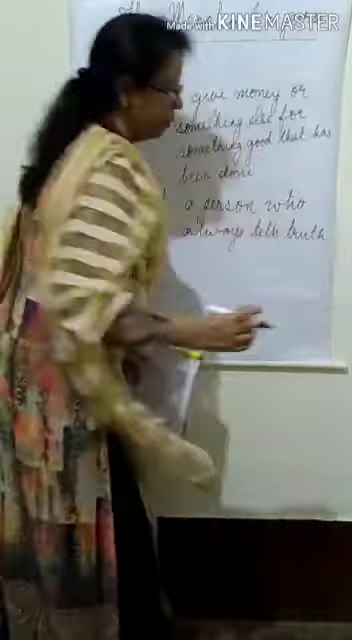 Made with KINEMASTER
give money or
something else for
something good that has
been done
a person who
always tells truth